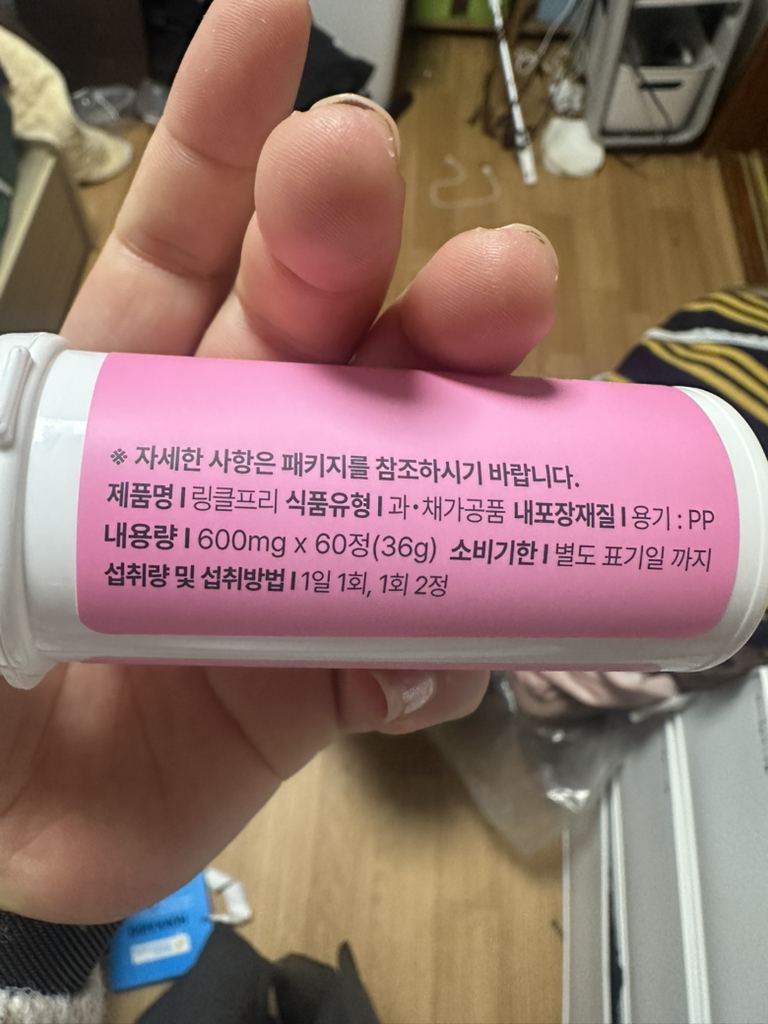 ※ 자세한 사항은 패키지를 참조하시기 바랍니다.
제품명 | 링클프리 식품유형 | 과•채가공품 내포장재질 | 용기 : PP
내용량 | 600mg x 60정(36g) 소비기한 | 별도 표기일 까지
섭취량 및 섭취방법 | 1일 1회, 1회 2정